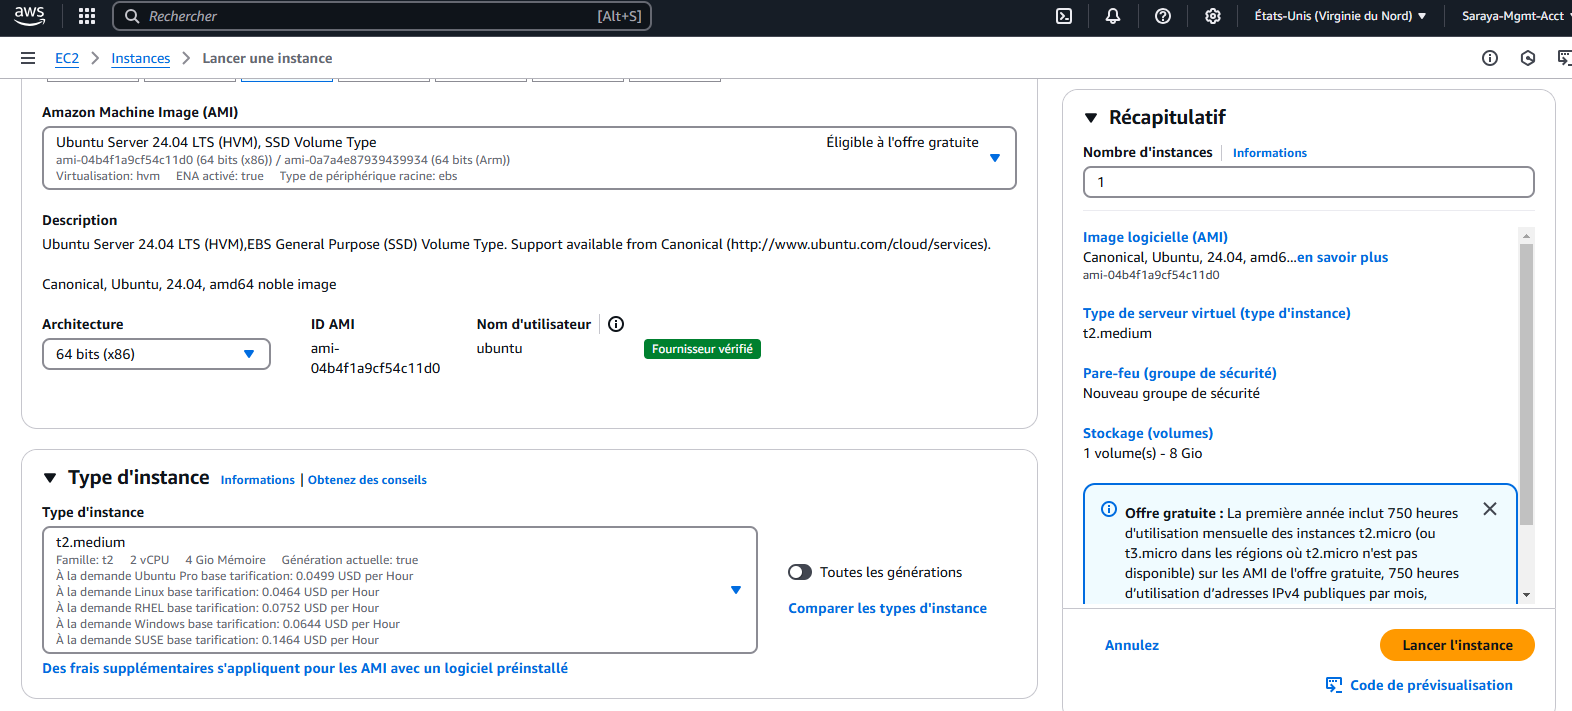 aws
Rechercher
[Alt+S]
États-Unis (Virginie du Nord)
Saraya-Mgmt-Acct
EC2
Instances
Lancer une instance
Amazon Machine Image (AMI)
Ubuntu Server 24.04 LTS (HVM), SSD Volume Type
Éligible à l'offre gratuite
ami-04b4f1a9cf54c11d0 (64 bits (x86)) / ami-0a7a4e87939439934 (64 bits (Arm))
Virtualisation: hvm ENA activé: true Type de périphérique racine: ebs
Description
Ubuntu Server 24.04 LTS (HVM),EBS General Purpose (SSD) Volume Type. Support available from Canonical (http://www.ubuntu.com/cloud/services).
Canonical, Ubuntu, 24.04, amd64 noble image
Architecture
64 bits (x86)
ID AMI
ami-
04b4f1a9cf54c11d0
Nom d'utilisateur
ubuntu
Fournisseur vérifié
Type d'instance
Informations | Obtenez des conseils
Type d'instance
t2.medium
Famille: t2 2 vCPU 4 Gio Mémoire Génération actuelle: true
À la demande Ubuntu Pro base tarification: 0.0499 USD per Hour
À la demande Linux base tarification: 0.0464 USD per Hour
À la demande RHEL base tarification: 0.0752 USD per Hour
À la demande Windows base tarification: 0.0644 USD per Hour
À la demande SUSE base tarification: 0.1464 USD per Hour
Toutes les générations
Comparer les types d'instance
Des frais supplémentaires s'appliquent pour les AMI avec un logiciel préinstallé
Récapitulatif
Nombre d'instances
Informations
1
Image logicielle (AMI)
Canonical, Ubuntu, 24.04, amd6...en savoir plus
ami-04b4f1a9cf54c11d0
Type de serveur virtuel (type d'instance)
t2.medium
Pare-feu (groupe de sécurité)
Nouveau groupe de sécurité
Stockage (volumes)
1 volume(s) - 8 Gio
Offre gratuite : La première année inclut 750 heures
d'utilisation mensuelle des instances t2.micro (ou
t3.micro dans les régions où t2.micro n'est pas
disponible) sur les AMI de l'offre gratuite, 750 heures
d'utilisation d'adresses IPv4 publiques par mois,
Annulez
Lancer l'instance
Code de prévisualisation